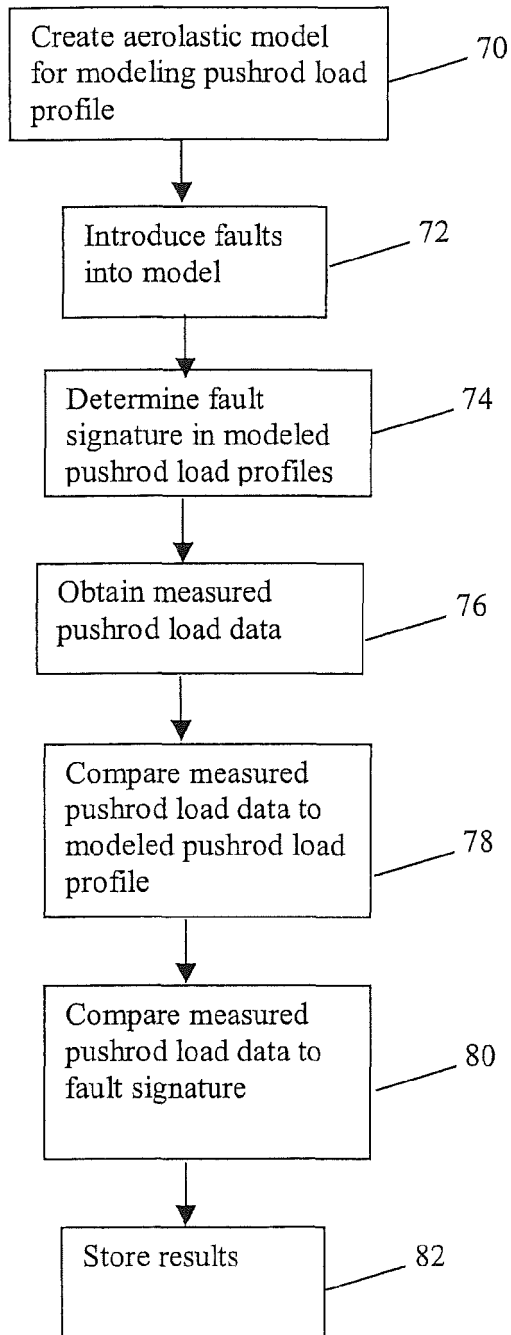 Create aerolastic model
for modeling pushrod load
profile
70
Introduce faults
into model
72
Determine fault
signature in modeled
pushrod load profiles
74
Obtain measured
pushrod load data
76
Compare measured
pushrod load data to
modeled pushrod load
profile
78
Compare measured
pushrod load data to
fault signature
80
Store results
82